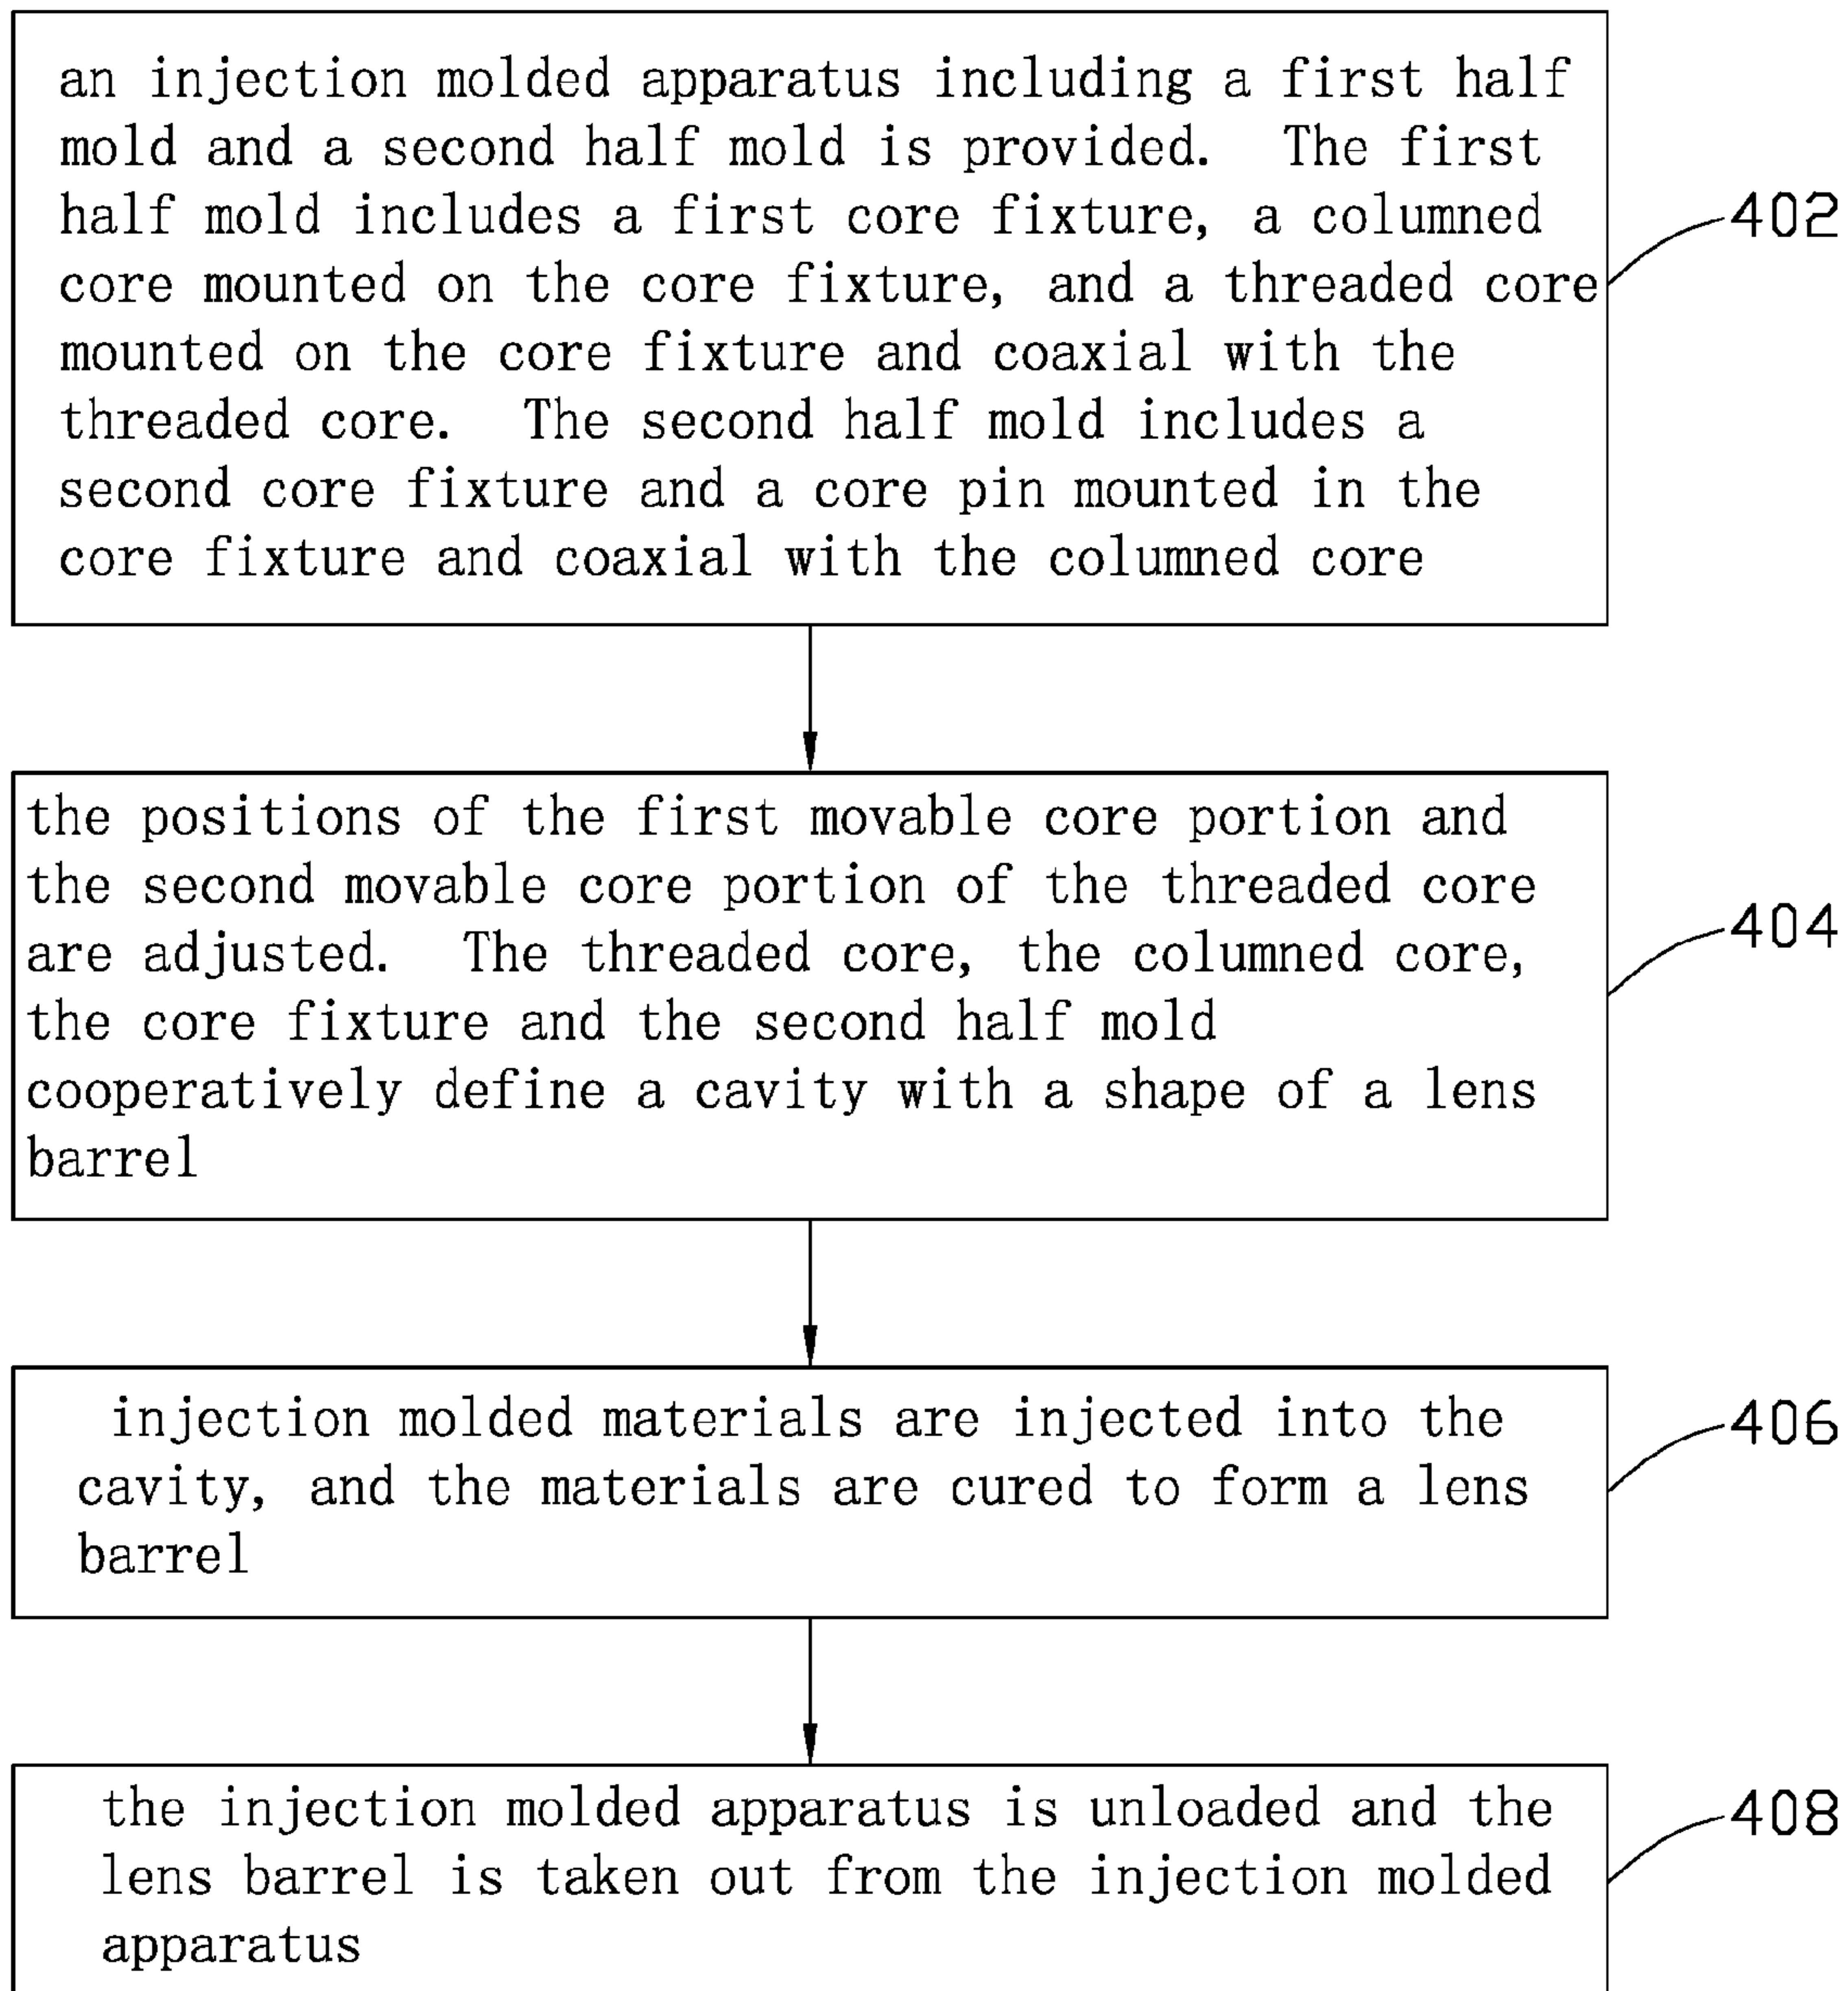 an injection molded apparatus including a first half
mold and a second half mold is provided. The first
half mold includes a first core fixture, a columned
core mounted on the core fixture, and a threaded core
mounted on the core fixture and coaxial with the
threaded core. The second half mold includes a
second core fixture and a core pin mounted in the
core fixture and coaxial with the columned core
402
the positions of the first movable core portion and
the second movable core portion of the threaded core
are adjusted. The threaded core, the columned core,
the core fixture and the second half mold
cooperatively define a cavity with a shape of a lens
barrel
404
injection molded materials are injected into the
cavity, and the materials are cured to form a lens
barrel
406
the injection molded apparatus is unloaded and the
lens barrel is taken out from the injection molded
apparatus
408